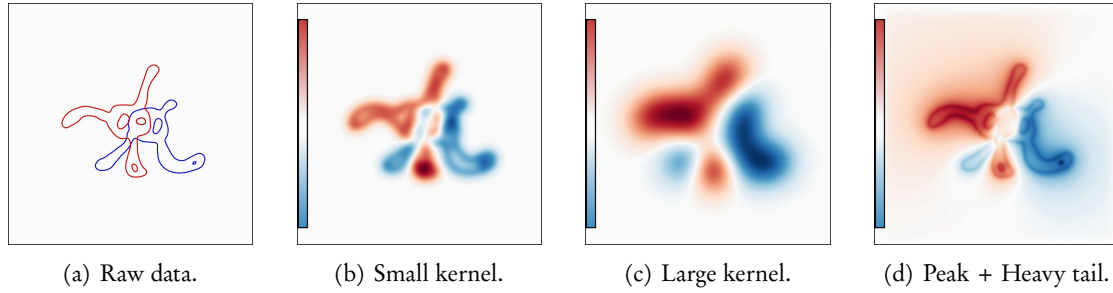 (a) Raw data.
(b) Small kernel.
(c) Large kernel.
(d) Peak + Heavy tail.